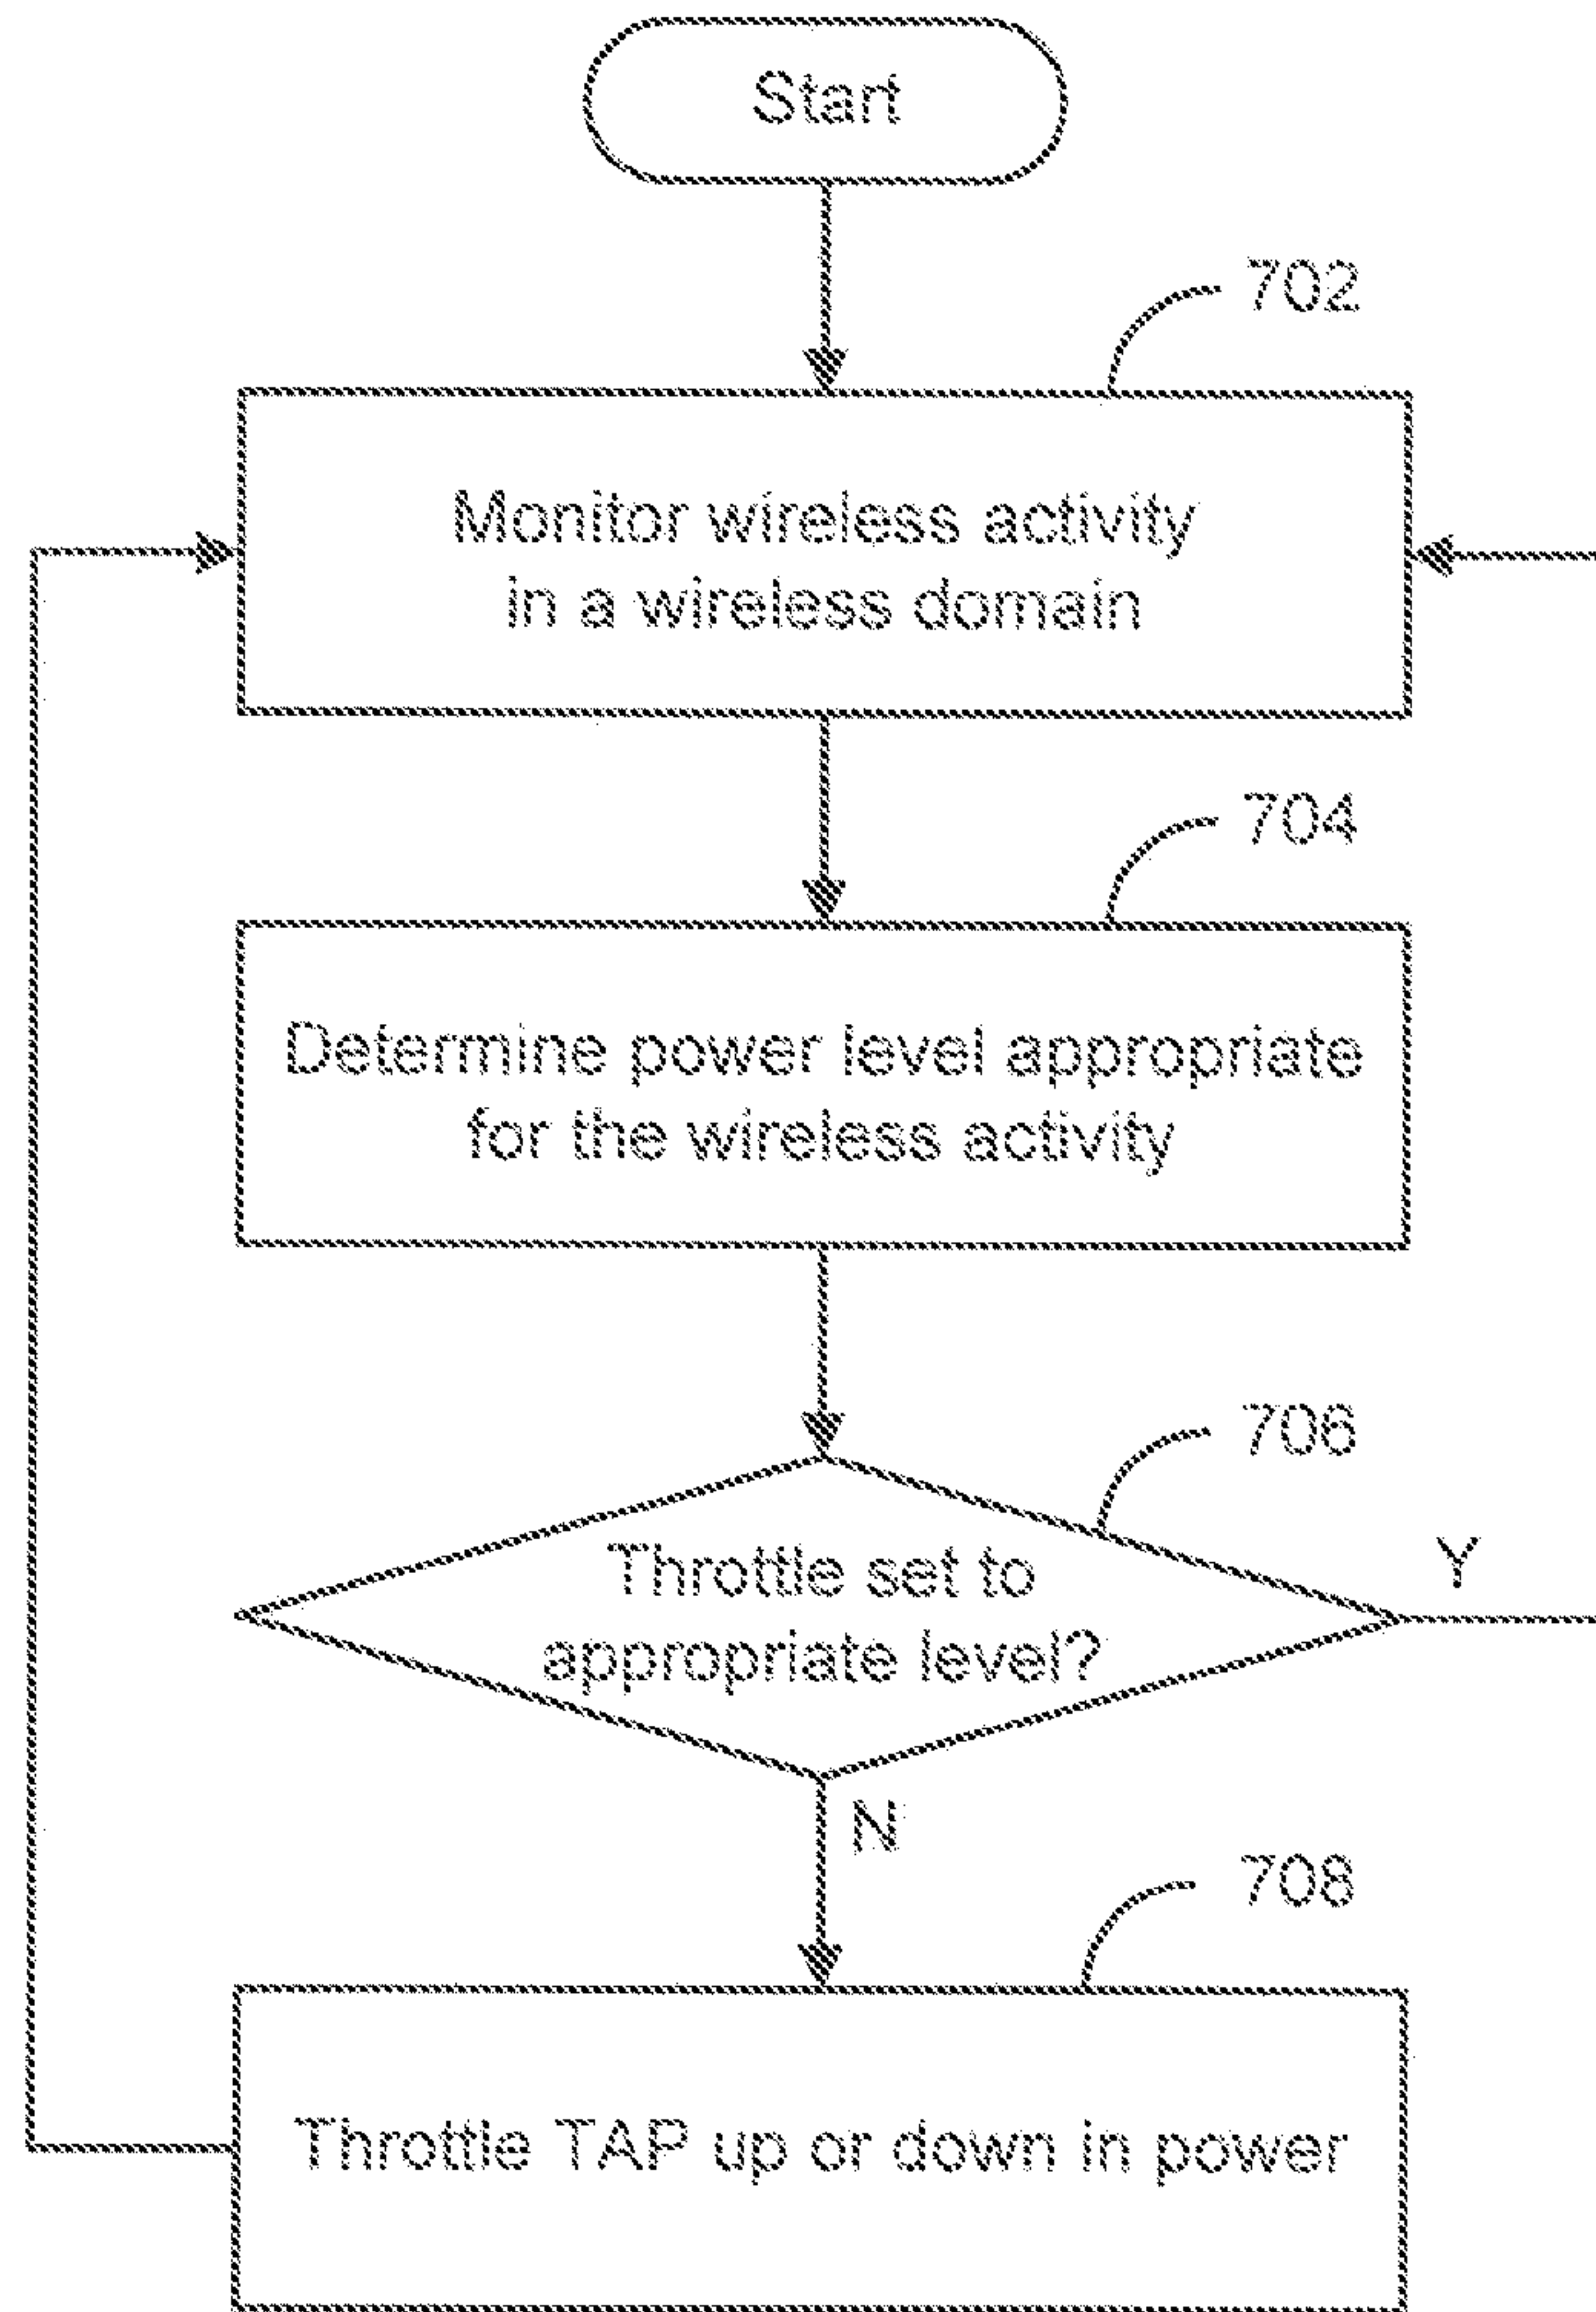 Start
702
Monitor wireless activity
in a wireless domain
704
Determine power level appropriate
for the wireless activity
706
Throttle set to
appropriate level?
Y
N
708
Throttle TAP up or down in power